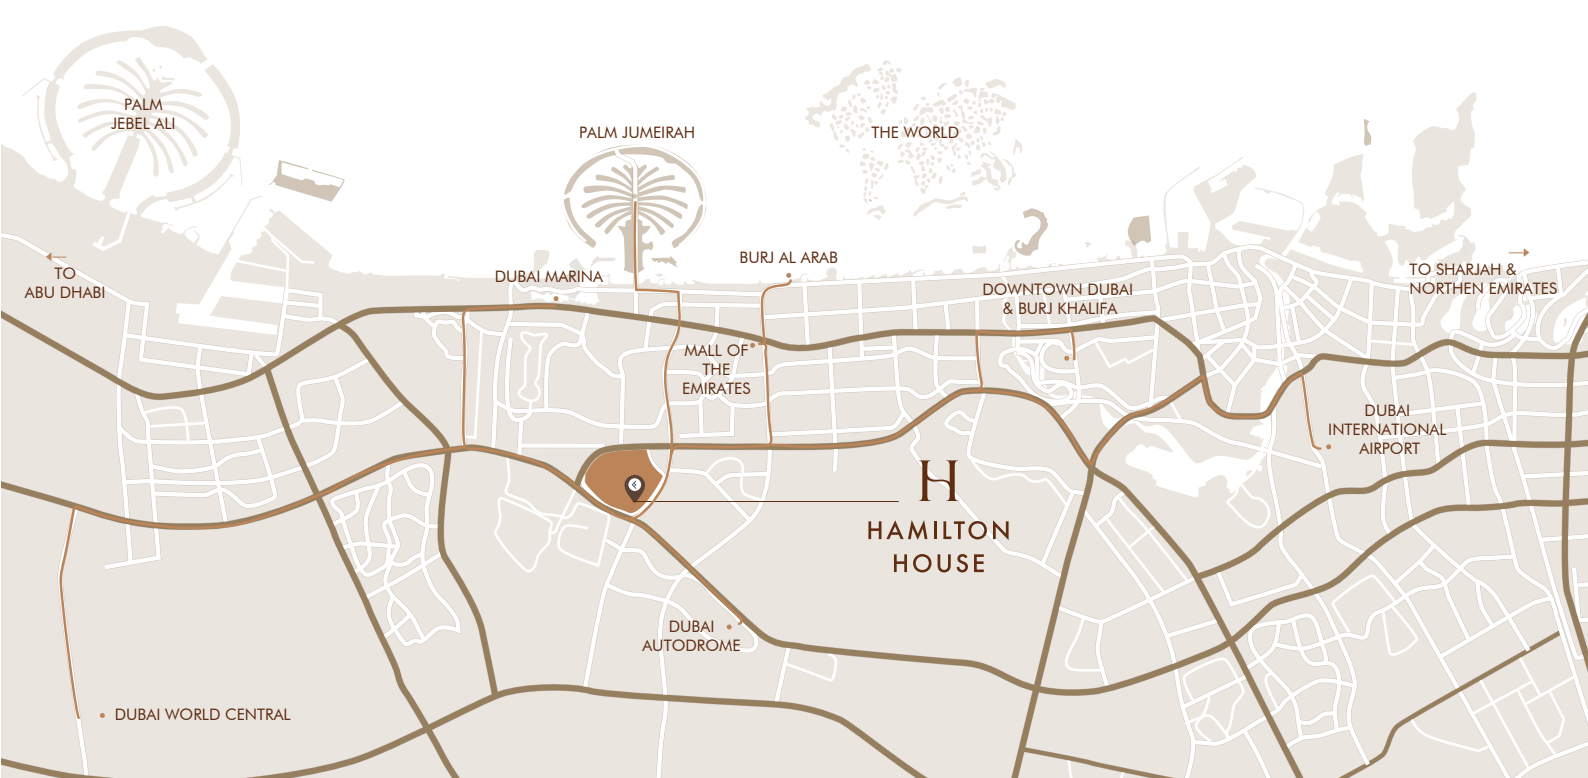 PALM
JEBEL ALI
PALM JUMEIRAH
THE WORLD
TO
ABU DHABI
DUBAI MARINA
BURJ AL ARAB
DOWNTOWN DUBAI
& BURJ KHALIFA
TO SHARJAH &
NORTHEN EMIRATES
MALL OF
THE
EMIRATES
DUBAI
INTERNATIONAL
AIRPORT
H
HAMILTON
HOUSE
DUBAI
AUTODROME
DUBAI WORLD CENTRAL